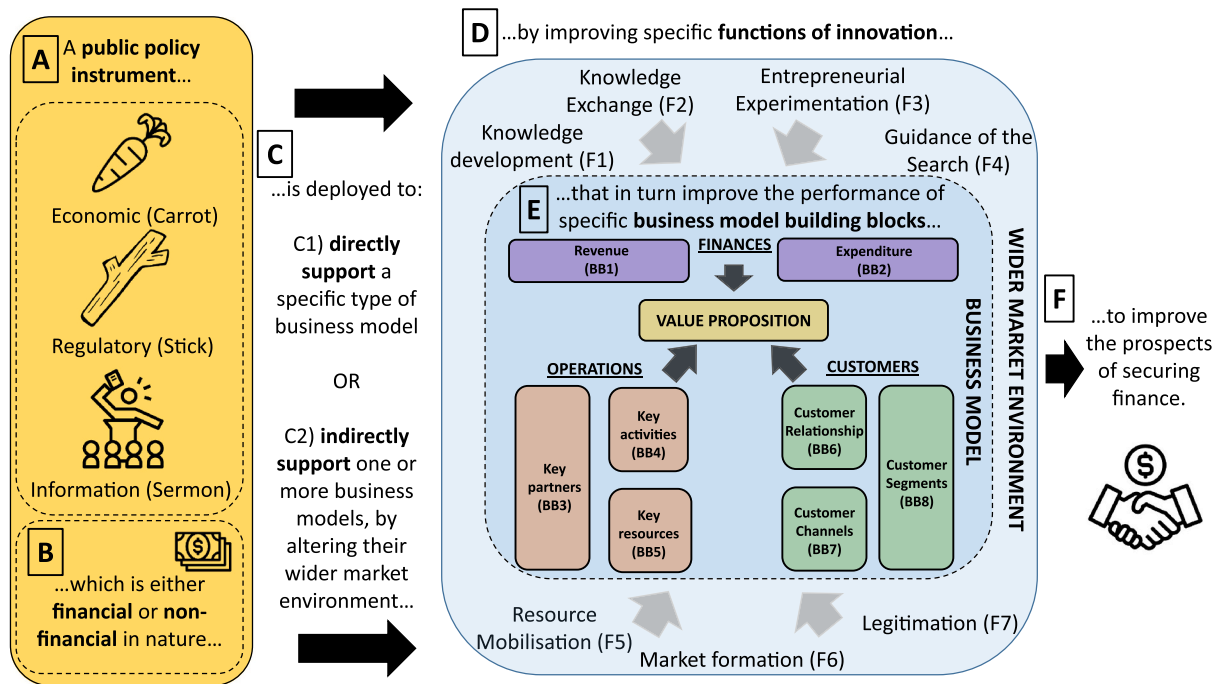 A
A public policy
instrument…
Economic (Carrot)
Regulatory (Stick)
Information (Sermon)
B
…which is either
financial or non-
financial in nature…
C
…is deployed to:
C1) directly
support a
specific type of
business model
OR
C2) indirectly
support one or
more business
models, by
altering their
wider market
environment…
D
…by improving specific functions of innovation…
Knowledge
Exchange (F2)
Entrepreneurial
Experimentation (F3)
Knowledge
development (F1)
Guidance of the
Search (F4)
E
…that in turn improve the performance of
specific business model building blocks…
Revenue
(BB1)
FINANCES
Expenditure
(BB2)
VALUE PROPOSITION
OPERATIONS
CUSTOMERS
Key
partners
(BB3)
Key
activities
(BB4)
Key
resources
(BB5)
Customer
Relationship
(BB6)
Customer
Channels
(BB7)
Customer
Segments
(BB8)
BUSINESS MODEL
WIDER MARKET ENVIRONMENT
Resource
Mobilisation (F5)
Market formation (F6)
Legitimation (F7)
F
…to improve
the prospects
of securing
finance.
$
$